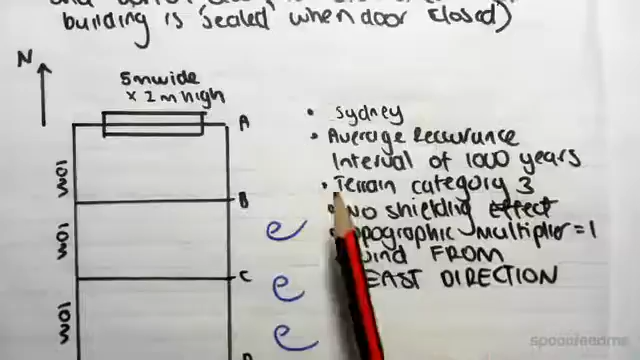 building is sealed when door closed)
N
5m wide
x 2m high
A
10m
B
10m
C
10m
e
e
e
• Sydney
• Average Recurrance
Interval of 1000 years
• Terrain category 3
• No shielding effect
Topographic Multiplier = 1
Wind FROM
EAST DIRECTION
spoonfeedme